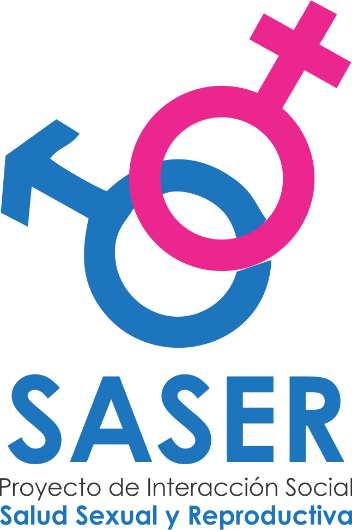 SASER
Proyecto de Interacción Social
Salud Sexual y Reproductiva